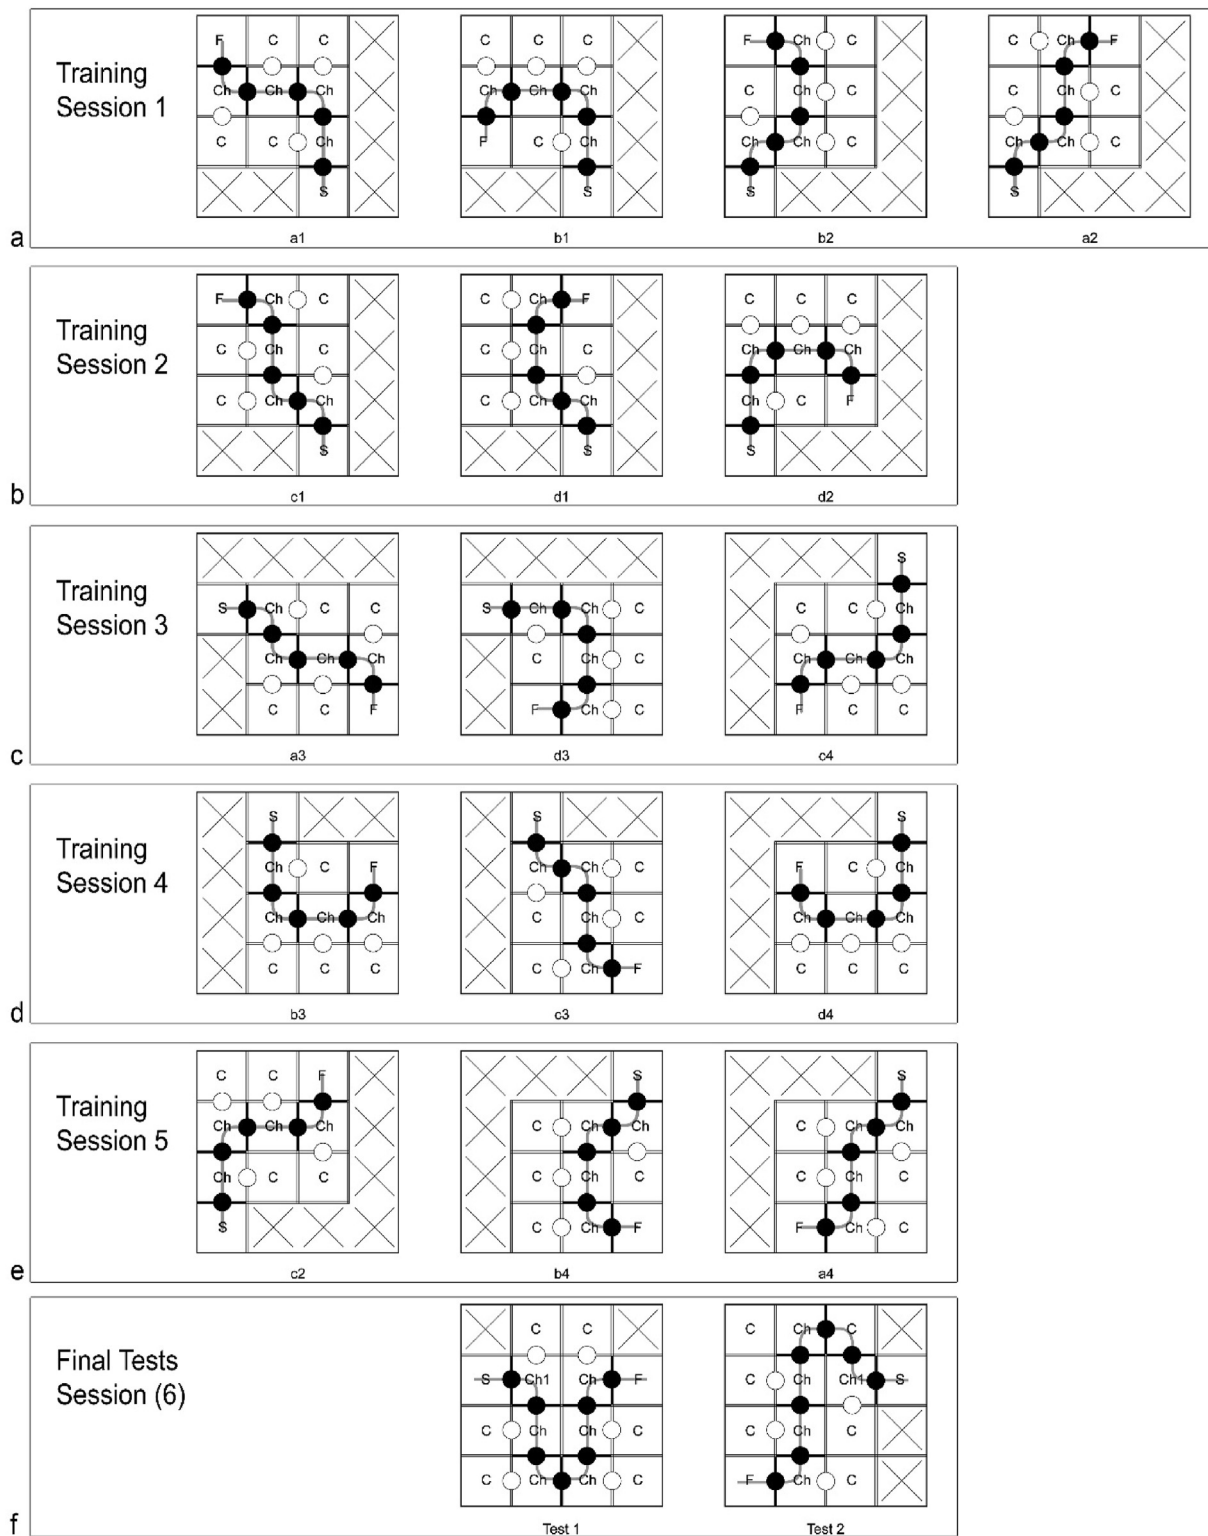 Training
Session 1
F C C C C C F Ch C C Ch F
Ch Ch Ch Ch Ch Ch C Ch C C Ch C
C C Ch F C Ch Ch Ch C Ch Ch C
S S S S
a
a1 b1 b2 a2
Training
Session 2
F Ch C C Ch F C C C
C Ch C C Ch C Ch Ch Ch
C Ch Ch C Ch Ch Ch C F
S S S
b
c1 d1 d2
Training
Session 3
S
S Ch C C S Ch Ch C C C Ch
Ch Ch Ch C Ch C Ch Ch Ch
C C F F Ch C F C C
c
a3 d3 c4
Training
Session 4
S S S
Ch C F Ch Ch C F C Ch
Ch Ch Ch C Ch C Ch Ch Ch
C C C C Ch F C C C
d
b3 c3 d4
Training
Session 5
C C F S S
Ch Ch Ch C Ch Ch C Ch Ch
Ch C C C Ch C C Ch C
S C Ch F F Ch C
e
c2 b4 a4
Final Tests
Session (6)
C C C Ch C
S Ch1 Ch F C Ch Ch1 S
C Ch Ch C C Ch C
C Ch Ch C F Ch C
f
Test 1 Test 2